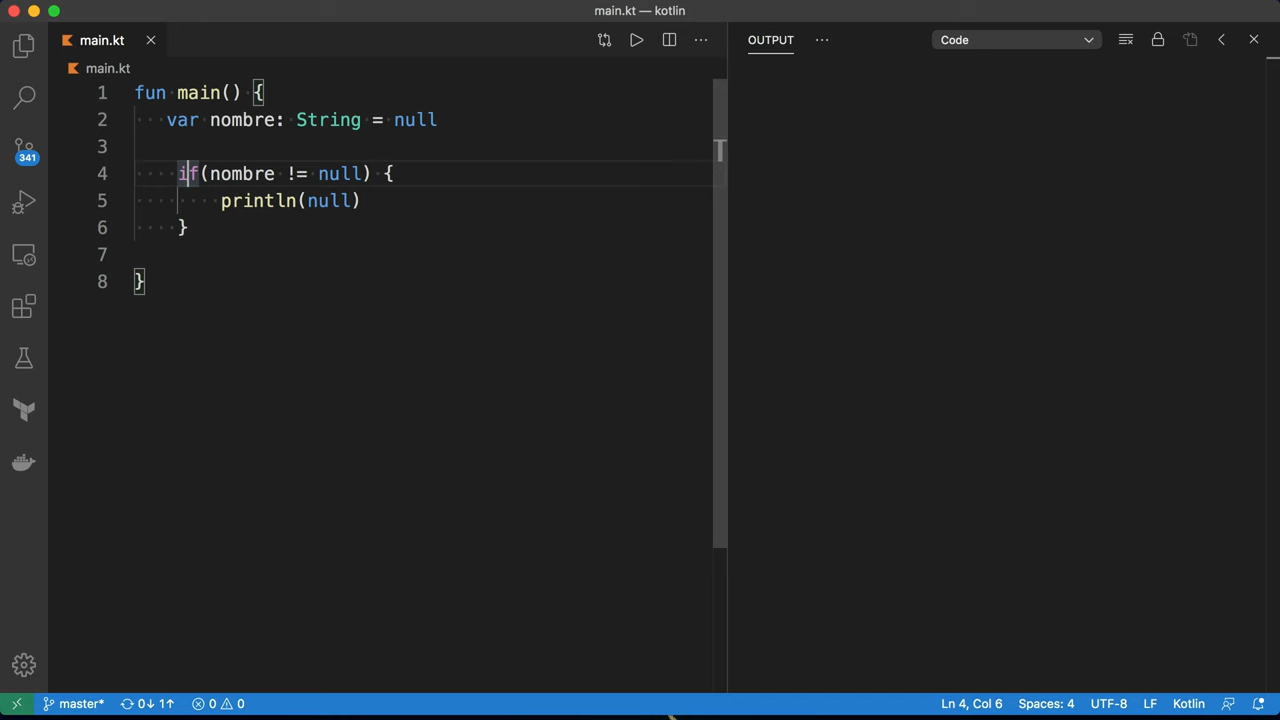 main.kt — kotlin
main.kt
OUTPUT
Code
main.kt
1 fun main() {
2 var nombre: String = null
3
4 if(nombre != null) {
5 println(null)
6 }
7
8 }
341
master* 0↓ 1↑ 0 0 Ln 4, Col 6 Spaces: 4 UTF-8 LF Kotlin